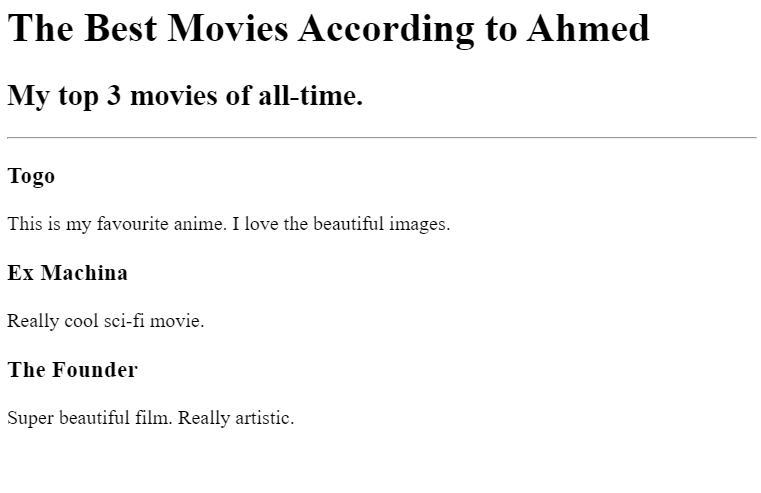 The Best Movies According to Ahmed
My top 3 movies of all-time.
Togo
This is my favourite anime. I love the beautiful images.
Ex Machina
Really cool sci-fi movie.
The Founder
Super beautiful film. Really artistic.